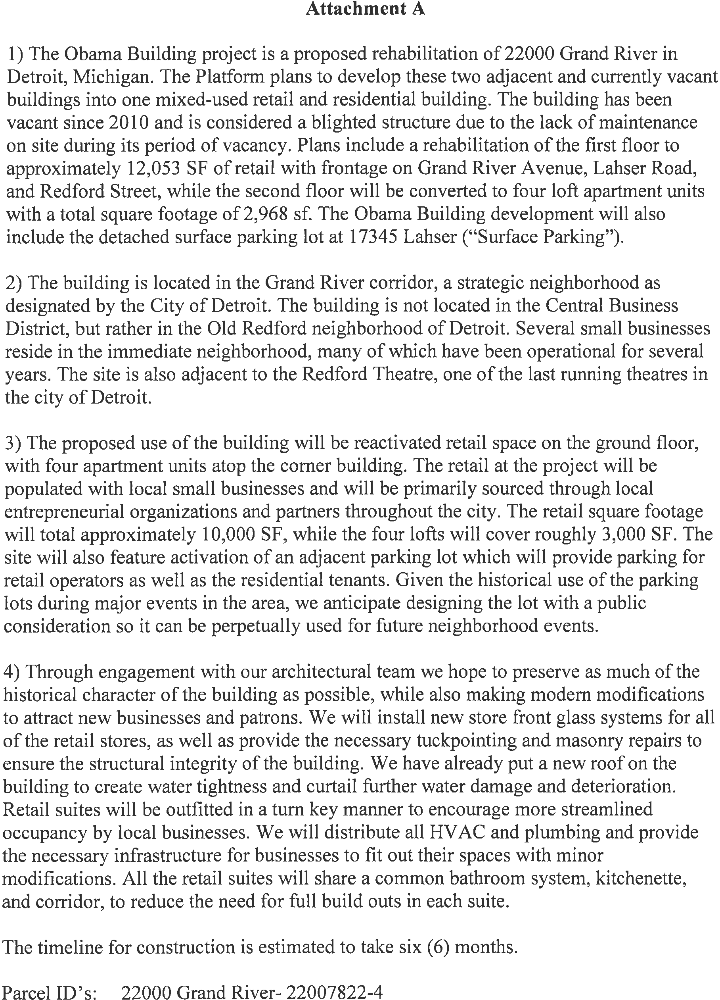 Attachment A
1) The Obama Building project is a proposed rehabilitation of 22000 Grand River in
Detroit, Michigan. The Platform plans to develop these two adjacent and currently vacant
buildings into one mixed-used retail and residential building. The building has been
vacant since 2010 and is considered a blighted structure due to the lack of maintenance
on site during its period of vacancy. Plans include a rehabilitation of the first floor to
approximately 12,053 SF of retail with frontage on Grand River Avenue, Lahser Road,
and Redford Street, while the second floor will be converted to four loft apartment units
with a total square footage of 2,968 sf. The Obama Building development will also
include the detached surface parking lot at 17345 Lahser (“Surface Parking”).
2) The building is located in the Grand River corridor, a strategic neighborhood as
designated by the City of Detroit. The building is not located in the Central Business
District, but rather in the Old Redford neighborhood of Detroit. Several small businesses
reside in the immediate neighborhood, many of which have been operational for several
years. The site is also adjacent to the Redford Theatre, one of the last running theatres in
the city of Detroit.
3) The proposed use of the building will be reactivated retail space on the ground floor,
with four apartment units atop the corner building. The retail at the project will be
populated with local small businesses and will be primarily sourced through local
entrepreneurial organizations and partners throughout the city. The retail square footage
will total approximately 10,000 SF, while the four lofts will cover roughly 3,000 SF. The
site will also feature activation of an adjacent parking lot which will provide parking for
retail operators as well as the residential tenants. Given the historical use of the parking
lots during major events in the area, we anticipate designing the lot with a public
consideration so it can be perpetually used for future neighborhood events.
4) Through engagement with our architectural team we hope to preserve as much of the
historical character of the building as possible, while also making modern modifications
to attract new businesses and patrons. We will install new store front glass systems for all
of the retail stores, as well as provide the necessary tuckpointing and masonry repairs to
ensure the structural integrity of the building. We have already put a new roof on the
building to create water tightness and curtail further water damage and deterioration.
Retail suites will be outfitted in a turn key manner to encourage more streamlined
occupancy by local businesses. We will distribute all HVAC and plumbing and provide
the necessary infrastructure for businesses to fit out their spaces with minor
modifications. All the retail suites will share a common bathroom system, kitchenette,
and corridor, to reduce the need for full build outs in each suite.
The timeline for construction is estimated to take six (6) months.
Parcel ID’s: 22000 Grand River- 22007822-4